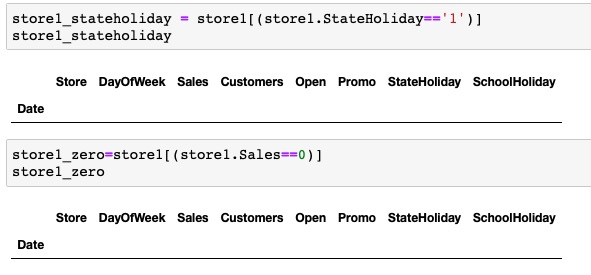 store1_stateholiday = store1[(store1.StateHoliday=='1')]
store1_stateholiday
Store DayOfWeek Sales Customers Open Promo StateHoliday SchoolHoliday
Date
store1_zero=store1[(store1.Sales==0)]
store1_zero
Store DayOfWeek Sales Customers Open Promo StateHoliday SchoolHoliday
Date